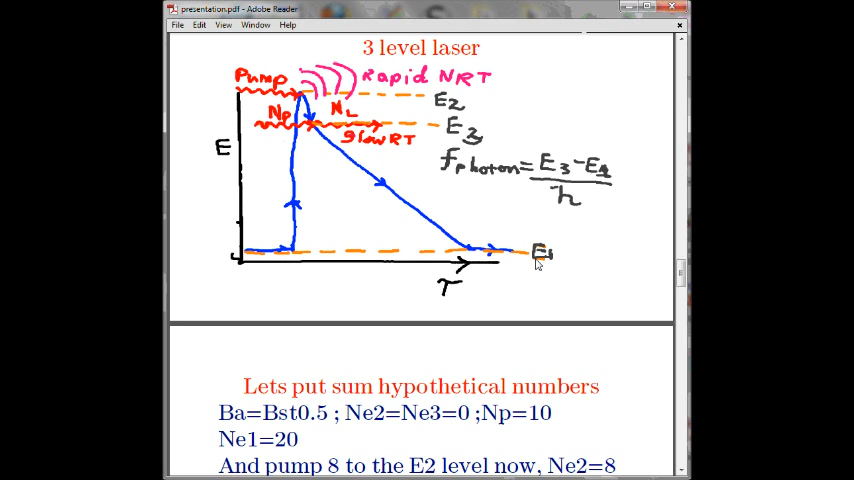 presentation.pdf - Adobe Reader
File Edit View Window Help
3 level laser
Pump
Rapid NRT
E2
Np
NL
E3
slow RT
E
fphoton = E3 - E1
ħ
E1
τ
Lets put sum hypothetical numbers
Ba=Bst0.5 ; Ne2=Ne3=0 ;Np=10
Ne1=20
And pump 8 to the E2 level now, Ne2=8